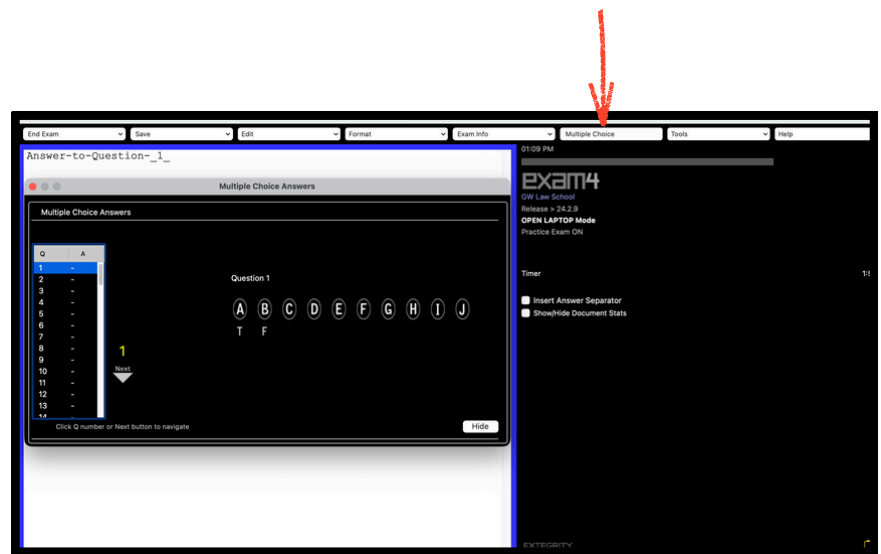 End Exam Save Edit Format Exam Info Multiple Choice Tools Help
Answer-to-Question-_1_
01:09 PM
exam4
GW Law School
Release > 24.2.9
OPEN LAPTOP Mode
Practice Exam ON
Timer
Insert Answer Separator
Show/Hide Document Stats
Multiple Choice Answers
Multiple Choice Answers
Q A
1 -
2 -
3 -
4 -
5 -
6 -
7 -
8 -
9 -
10 -
11 -
12 -
13 -
14 -
1
Next
Question 1
A B C D E F G H I J
T F
Click Q number or Next button to navigate
Hide
EXTEGRITY